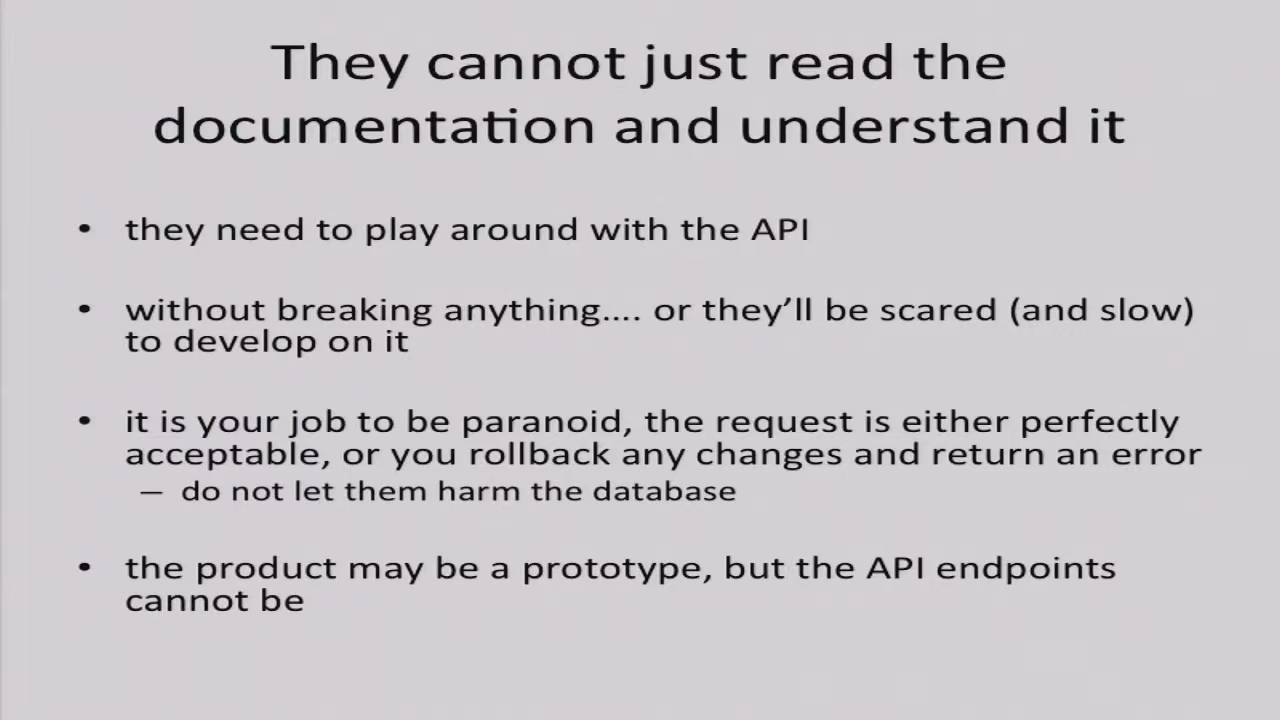 They cannot just read the
documentation and understand it
• they need to play around with the API
• without breaking anything.... or they’ll be scared (and slow)
to develop on it
• it is your job to be paranoid, the request is either perfectly
acceptable, or you rollback any changes and return an error
– do not let them harm the database
• the product may be a prototype, but the API endpoints
cannot be